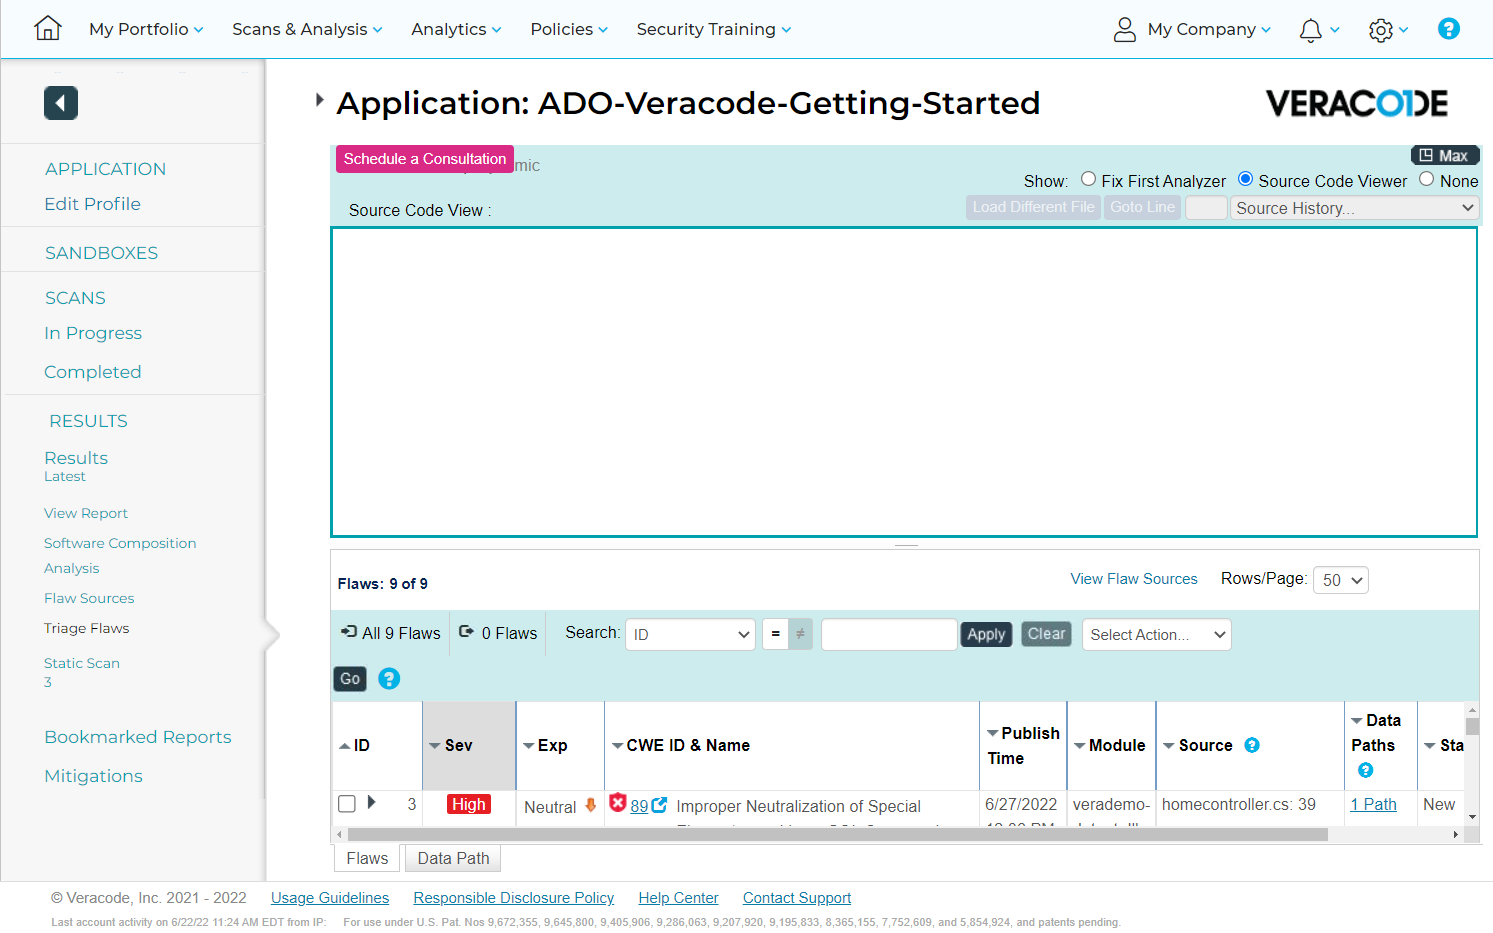 My Portfolio
Scans & Analysis
Analytics
Policies
Security Training
My Company
?
APPLICATION
Edit Profile
SANDBOXES
SCANS
In Progress
Completed
RESULTS
Results
Latest
View Report
Software Composition
Analysis
Flaw Sources
Triage Flaws
Static Scan
3
Bookmarked Reports
Mitigations
Application: ADO-Veracode-Getting-Started
VERACODE
Schedule a Consultation
Max
Show: Fix First Analyzer Source Code Viewer None
Source Code View :
Load Different File Goto Line Source History...
Flaws: 9 of 9
View Flaw Sources Rows/Page: 50
All 9 Flaws 0 Flaws Search: ID = ≠ Apply Clear Select Action...
Go ?
ID Sev Exp CWE ID & Name Publish Time Module Source ? Data Paths ? Sta
3 High Neutral 89 Improper Neutralization of Special 6/27/2022 verademo- homecontroller.cs: 39 1 Path New
Flaws Data Path
© Veracode, Inc. 2021 - 2022 Usage Guidelines Responsible Disclosure Policy Help Center Contact Support
Last account activity on 6/22/22 11:24 AM EDT from IP: For use under U.S. Pat. Nos 9,672,355, 9,645,800, 9,405,906, 9,286,063, 9,207,920, 9,195,833, 8,365,155, 7,752,609, and 5,854,924, and patents pending.